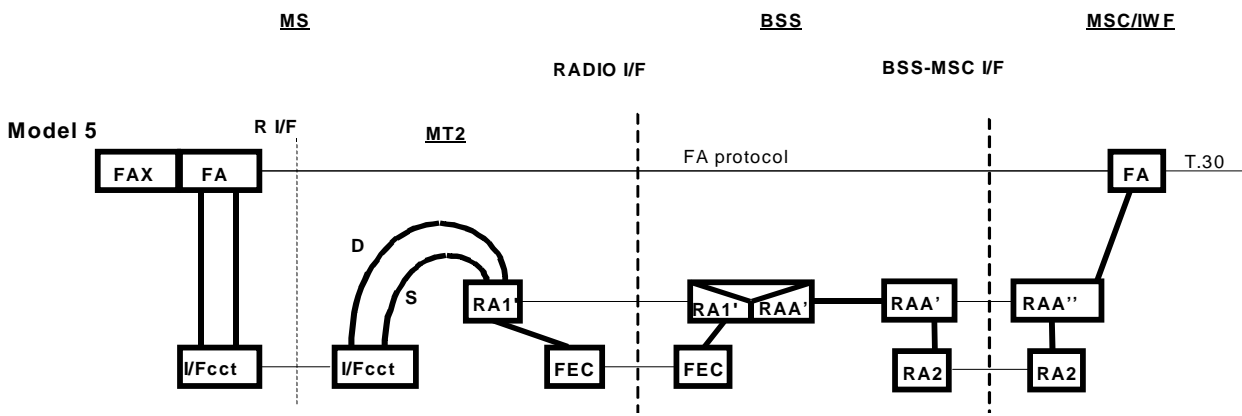 MS BSS MSC/IWF
RADIO I/F BSS-MSC I/F
Model 5 R I/F MT2
FAX FA FA protocol FA T.30
D
S
RA1' RA1' RAA' RAA' RAA''
I/Fcct I/Fcct FEC FEC RA2 RA2